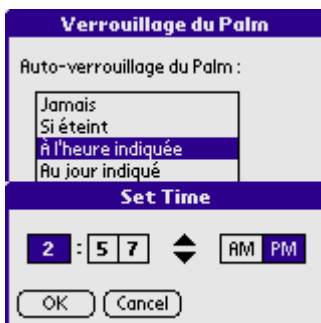 Verrouillage du Palm
Auto-verrouillage du Palm :
Jamais
Si éteint
À l'heure indiquée
Au jour indiqué
Set Time
2 : 5 7 AM PM
OK Cancel